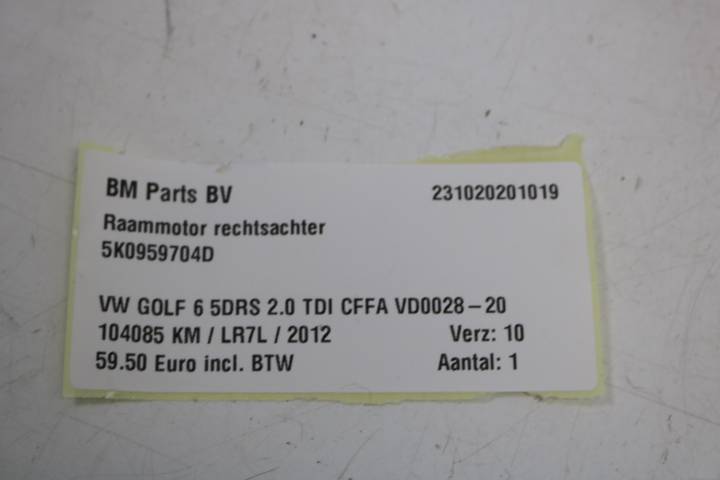 BM Parts BV 231020201019
Raammotor rechtsachter
5K0959704D
VW GOLF 6 5DRS 2.0 TDI CFFA VD0028-20
104085 KM / LR7L / 2012 Verz: 10
59.50 Euro incl. BTW Aantal: 1